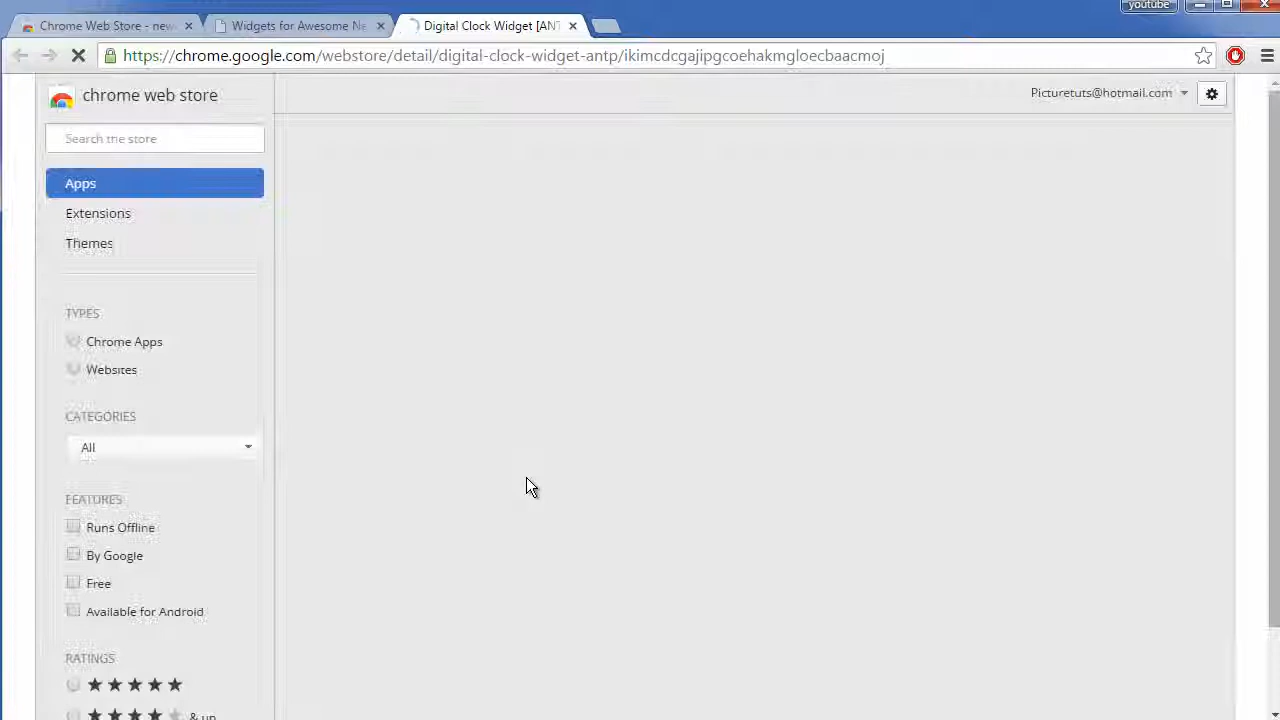 youtube
Chrome Web Store - new
Widgets for Awesome Ne
Digital Clock Widget [ANT
https://chrome.google.com/webstore/detail/digital-clock-widget-antp/ikimcdcgajipgcoehakmgloecbaacmoj
chrome web store
Picturetuts@hotmail.com
Search the store
Apps
Extensions
Themes
TYPES
Chrome Apps
Websites
CATEGORIES
All
FEATURES
Runs Offline
By Google
Free
Available for Android
RATINGS
& up